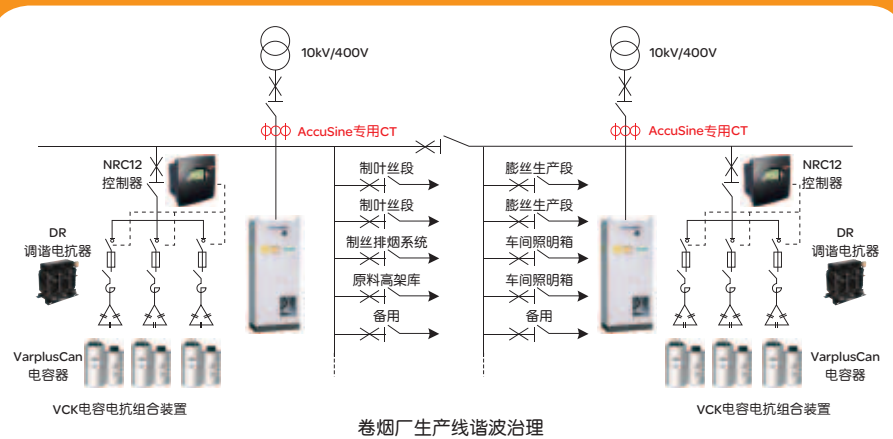 10kV/400V
10kV/400V
AccuSine专用CT
AccuSine专用CT
NRC12
控制器
制叶丝段
膨丝生产段
NRC12
控制器
制叶丝段
膨丝生产段
DR
调谐电抗器
制丝排烟系统
车间照明箱
DR
调谐电抗器
原料高架库
车间照明箱
备用
备用
VarplusCan
电容器
VarplusCan
电容器
VCK电容电抗组合装置
VCK电容电抗组合装置
卷烟厂生产线谐波治理